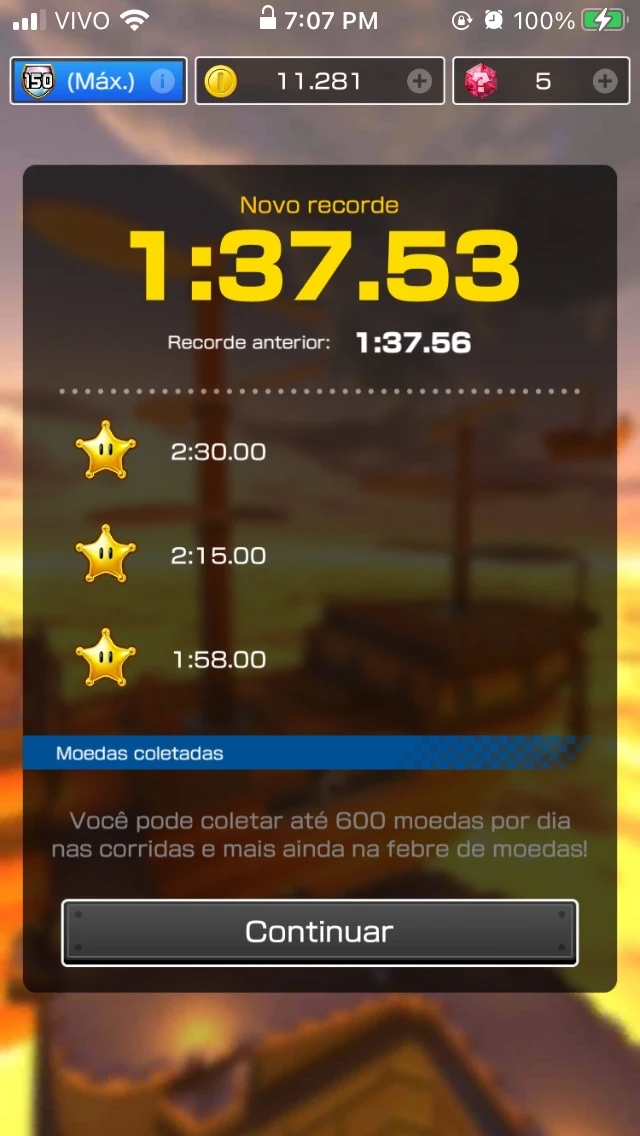 VIVO 7:07 PM 100%
150 (Máx.) i 11.281 + ? 5 +
Novo recorde
1:37.53
Recorde anterior: 1:37.56
2:30.00
2:15.00
1:58.00
Moedas coletadas
Você pode coletar até 600 moedas por dia
nas corridas e mais ainda na febre de moedas!
Continuar